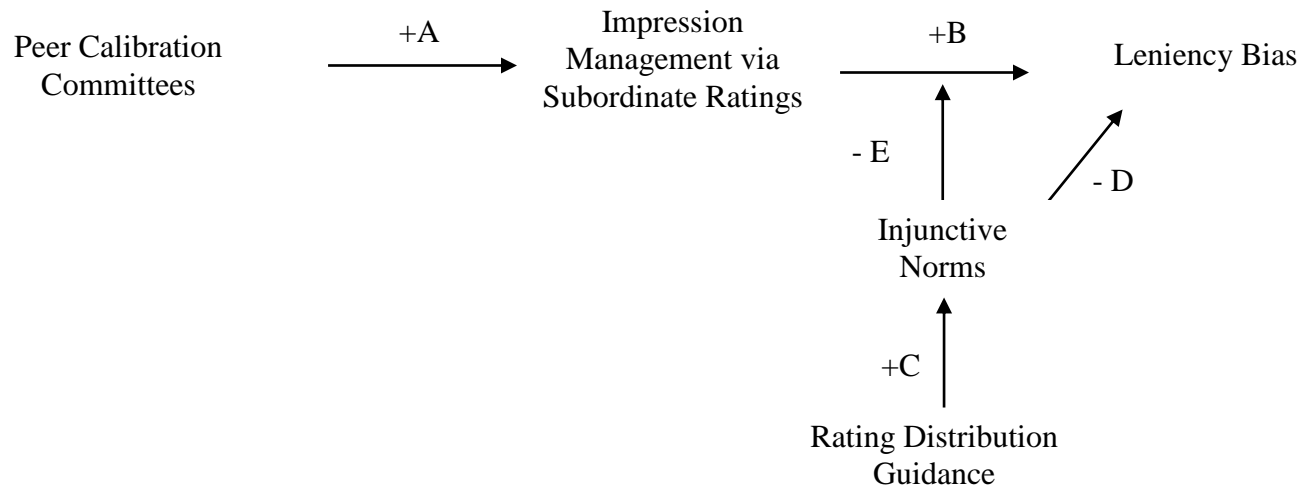 Peer Calibration
Committees
+A
Impression
Management via
Subordinate Ratings
+B
Leniency Bias
- E
- D
Injunctive
Norms
+C
Rating Distribution
Guidance